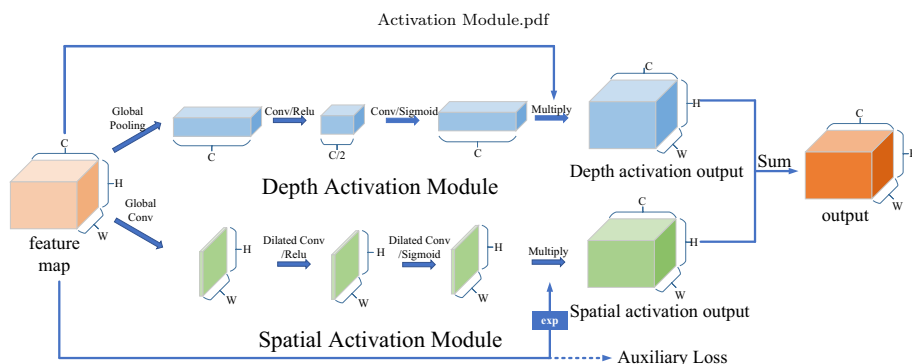 Activation Module.pdf
C
Global
Pooling
Conv/Relu
Conv/Sigmoid
Multiply
C
C/2
C
C
H
W
Depth Activation Module
Depth activation output
C
H
W
feature
map
Global
Conv
H
W
Dilated Conv
/Relu
H
W
Dilated Conv
/Sigmoid
H
W
Multiply
C
H
W
Spatial Activation Module
Spatial activation output
exp
Auxiliary Loss
Sum
C
W
output